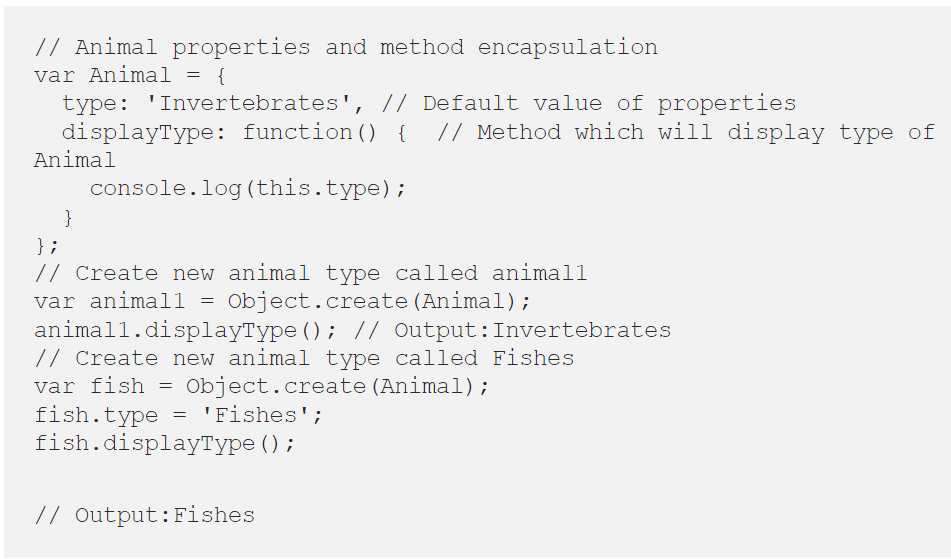 // Animal properties and method encapsulation
var Animal = {
  type: 'Invertebrates', // Default value of properties
  displayType: function() {  // Method which will display type of
Animal
    console.log(this.type);
  }
};
// Create new animal type called animal1
var animal1 = Object.create(Animal);
animal1.displayType(); // Output:Invertebrates
// Create new animal type called Fishes
var fish = Object.create(Animal);
fish.type = 'Fishes';
fish.displayType();
// Output:Fishes